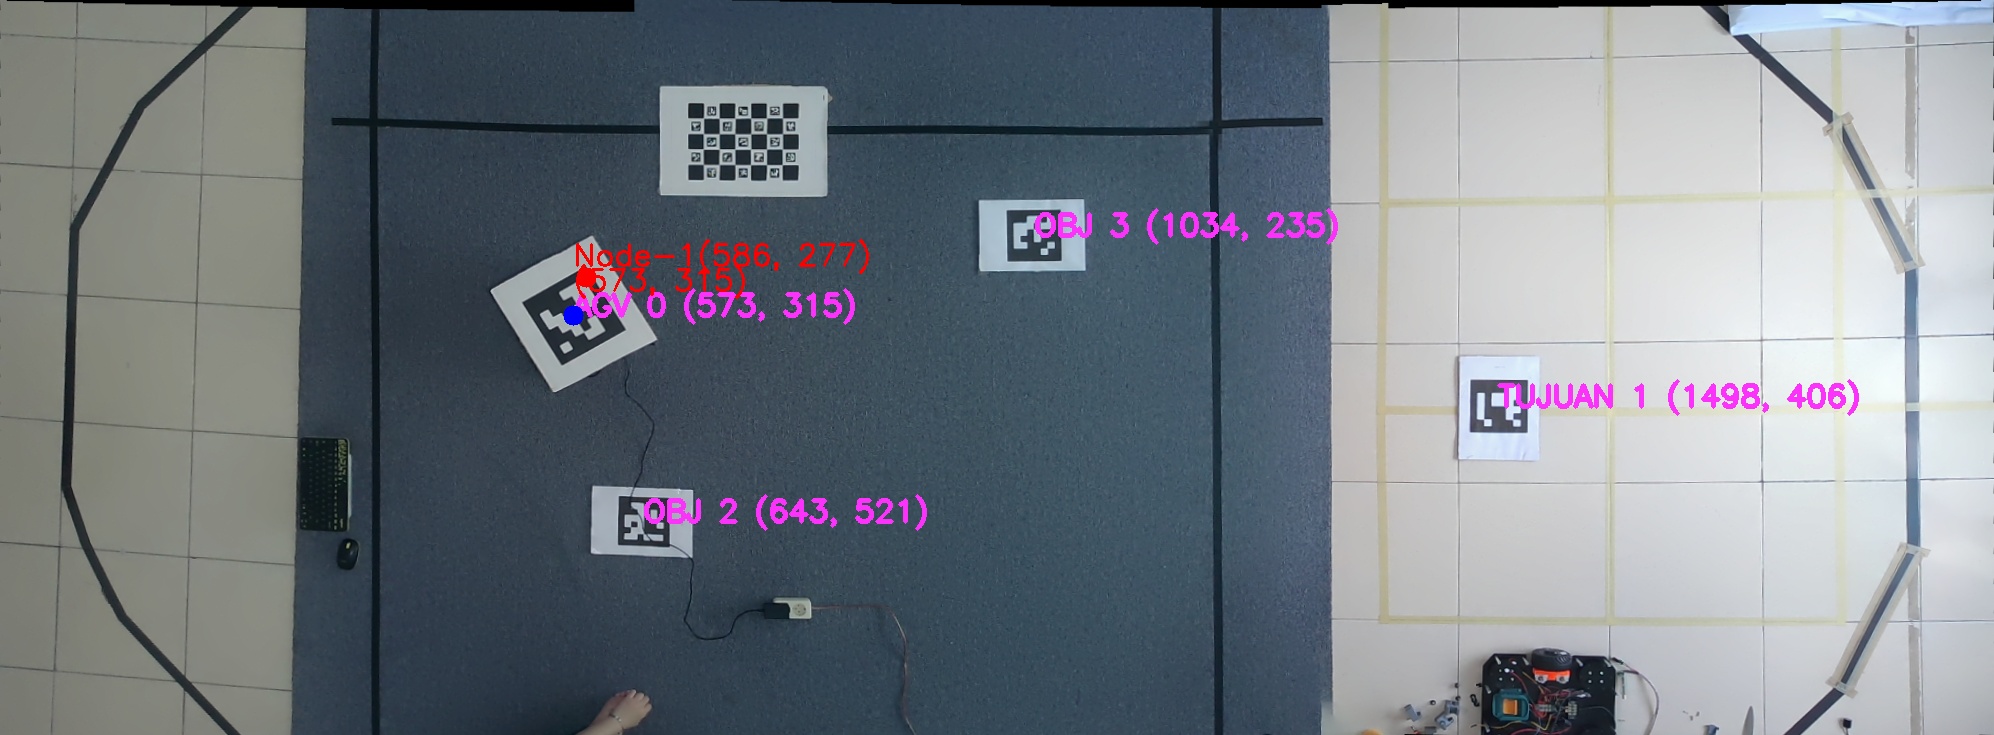 OBJ 3 (1034, 235)
Node-1(586, 277)
(573, 315)
AGV 0 (573, 315)
TUJUAN 1 (1498, 406)
OBJ 2 (643, 521)